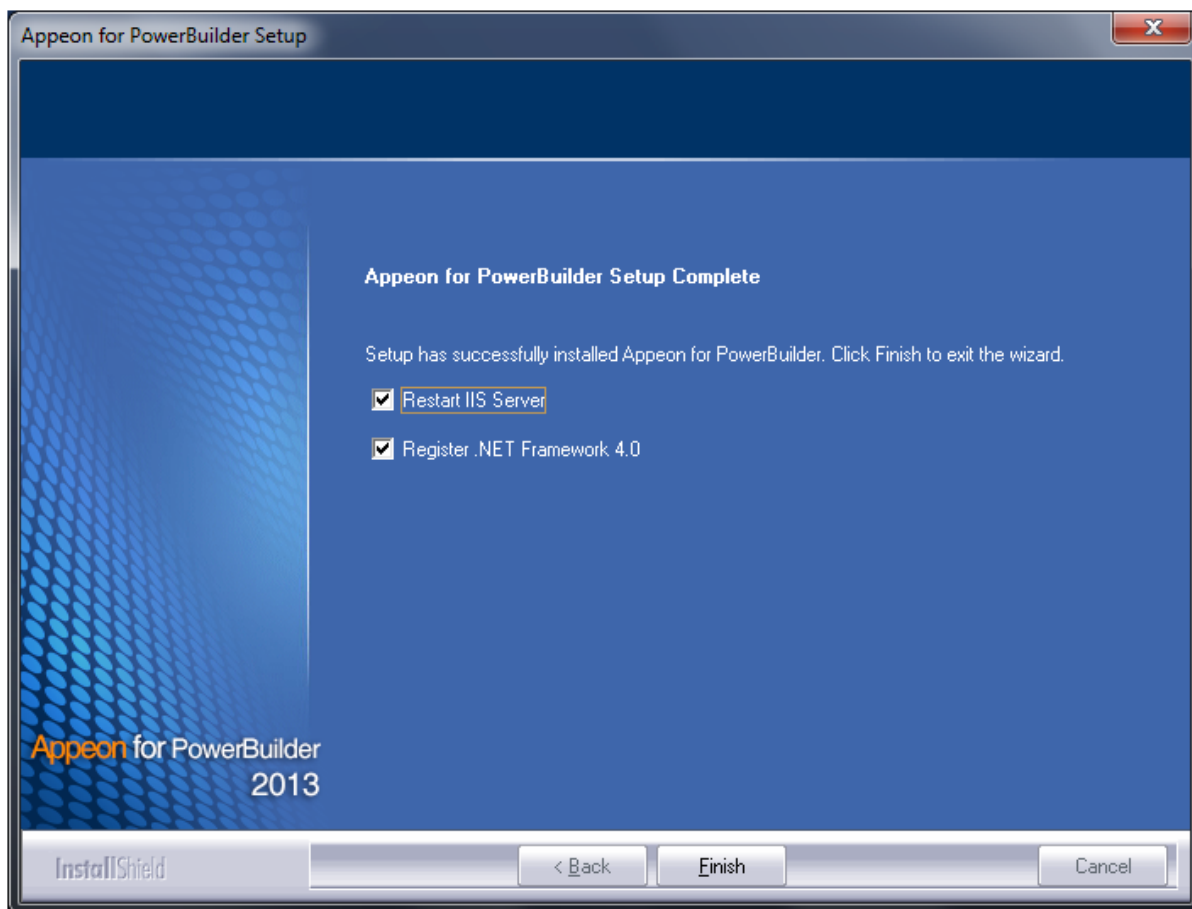 Appeon for PowerBuilder Setup
X
Appeon for PowerBuilder Setup Complete
Setup has successfully installed Appeon for PowerBuilder. Click Finish to exit the wizard.
Restart IIS Server
Register .NET Framework 4.0
Appeon for PowerBuilder
2013
InstallShield
< Back
Finish
Cancel